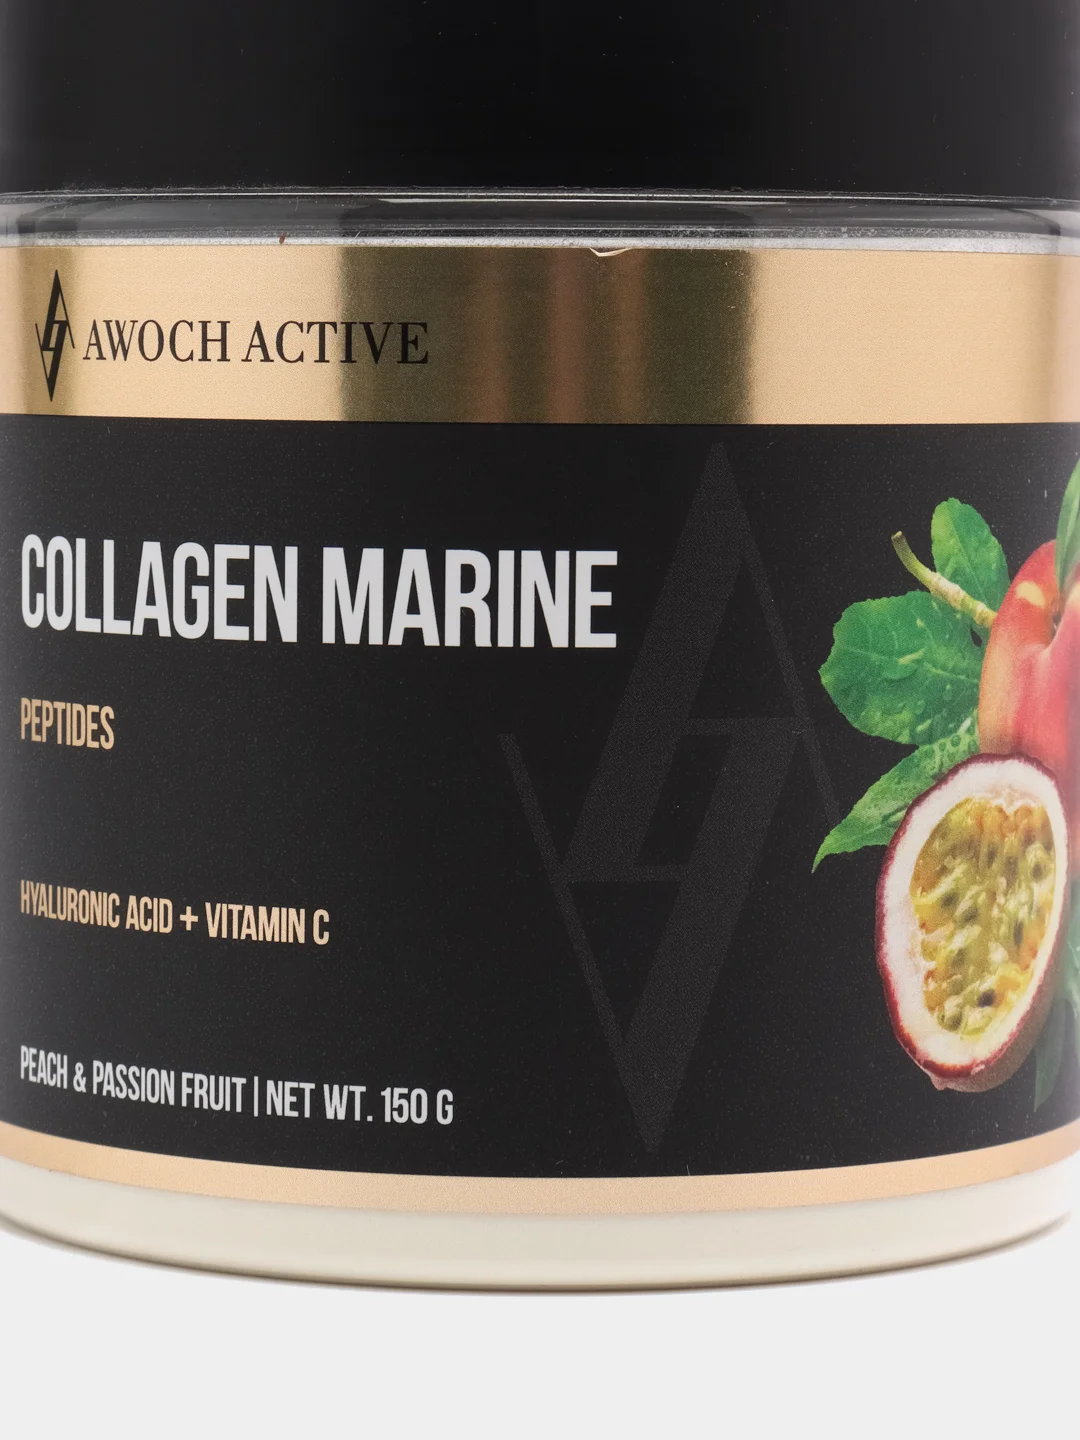 AWOCH ACTIVE
COLLAGEN MARINE
PEPTIDES
HYALURONIC ACID + VITAMIN C
PEACH & PASSION FRUIT | NET WT. 150 G